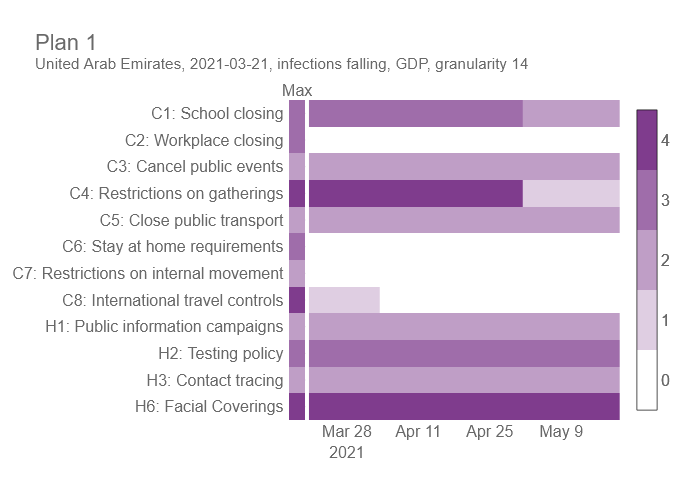 Plan 1
United Arab Emirates, 2021-03-21, infections falling, GDP, granularity 14
Max
C1: School closing
C2: Workplace closing
C3: Cancel public events
C4: Restrictions on gatherings
C5: Close public transport
C6: Stay at home requirements
C7: Restrictions on internal movement
C8: International travel controls
H1: Public information campaigns
H2: Testing policy
H3: Contact tracing
H6: Facial Coverings
Mar 28 Apr 11 Apr 25 May 9
2021
4
3
2
1
0